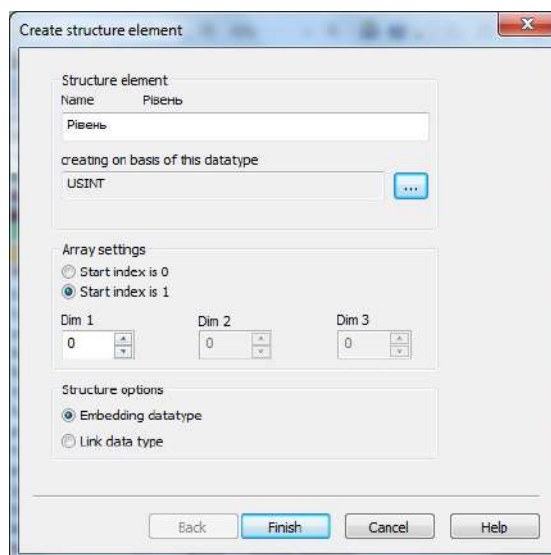 Create structure element
Structure element
Name Рівень
Рівень
creating on basis of this datatype
USINT
...
Array settings
Start index is 0
Start index is 1
Dim 1 Dim 2 Dim 3
0 0 0
Structure options
Embedding datatype
Link data type
Back Finish Cancel Help